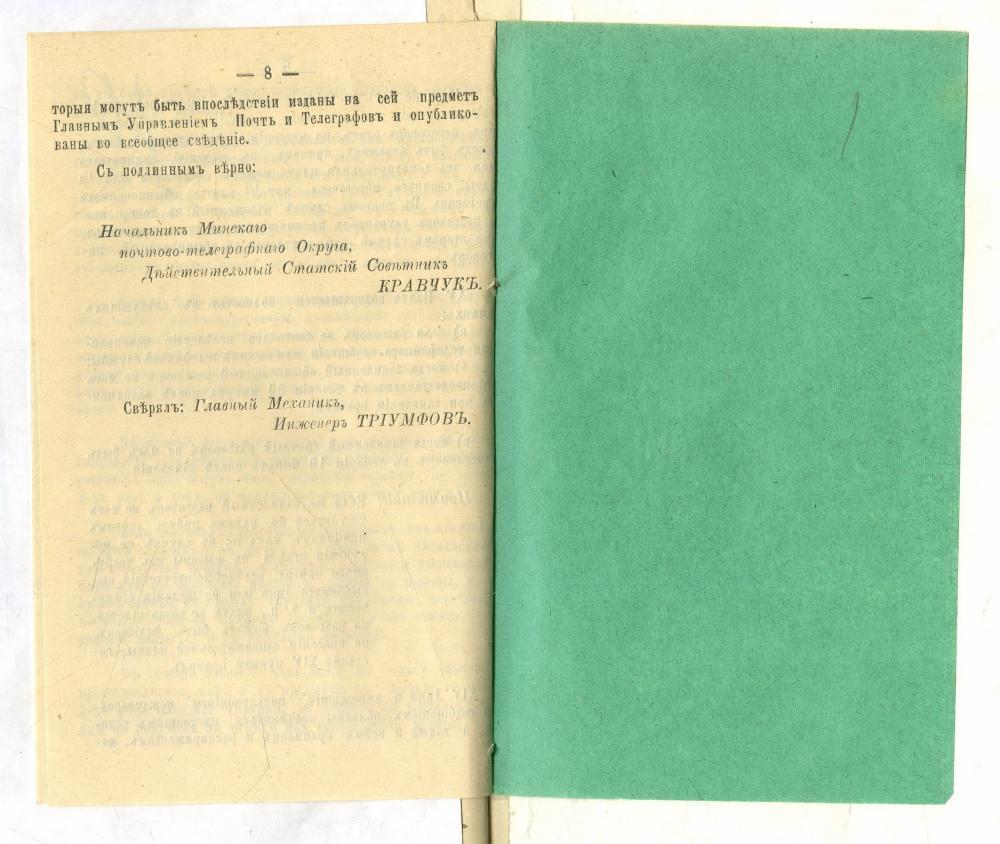 — 8 —
торыя могутъ быть впослѣдствіи изданы на сей предметъ
Главнымъ Управленіемъ Почтъ и Телеграфовъ и опублико-
ваны во всеобщее свѣдѣніе.
Съ подлиннымъ вѣрно:
Начальникъ Минскаго
почтово-телеграфнаго Округа,
Дѣйствительный Статскій Совѣтникъ
КРАВЧУКЪ.
Свѣрялъ: Главный Механикъ,
Инженеръ ТРІУМФОВЪ.